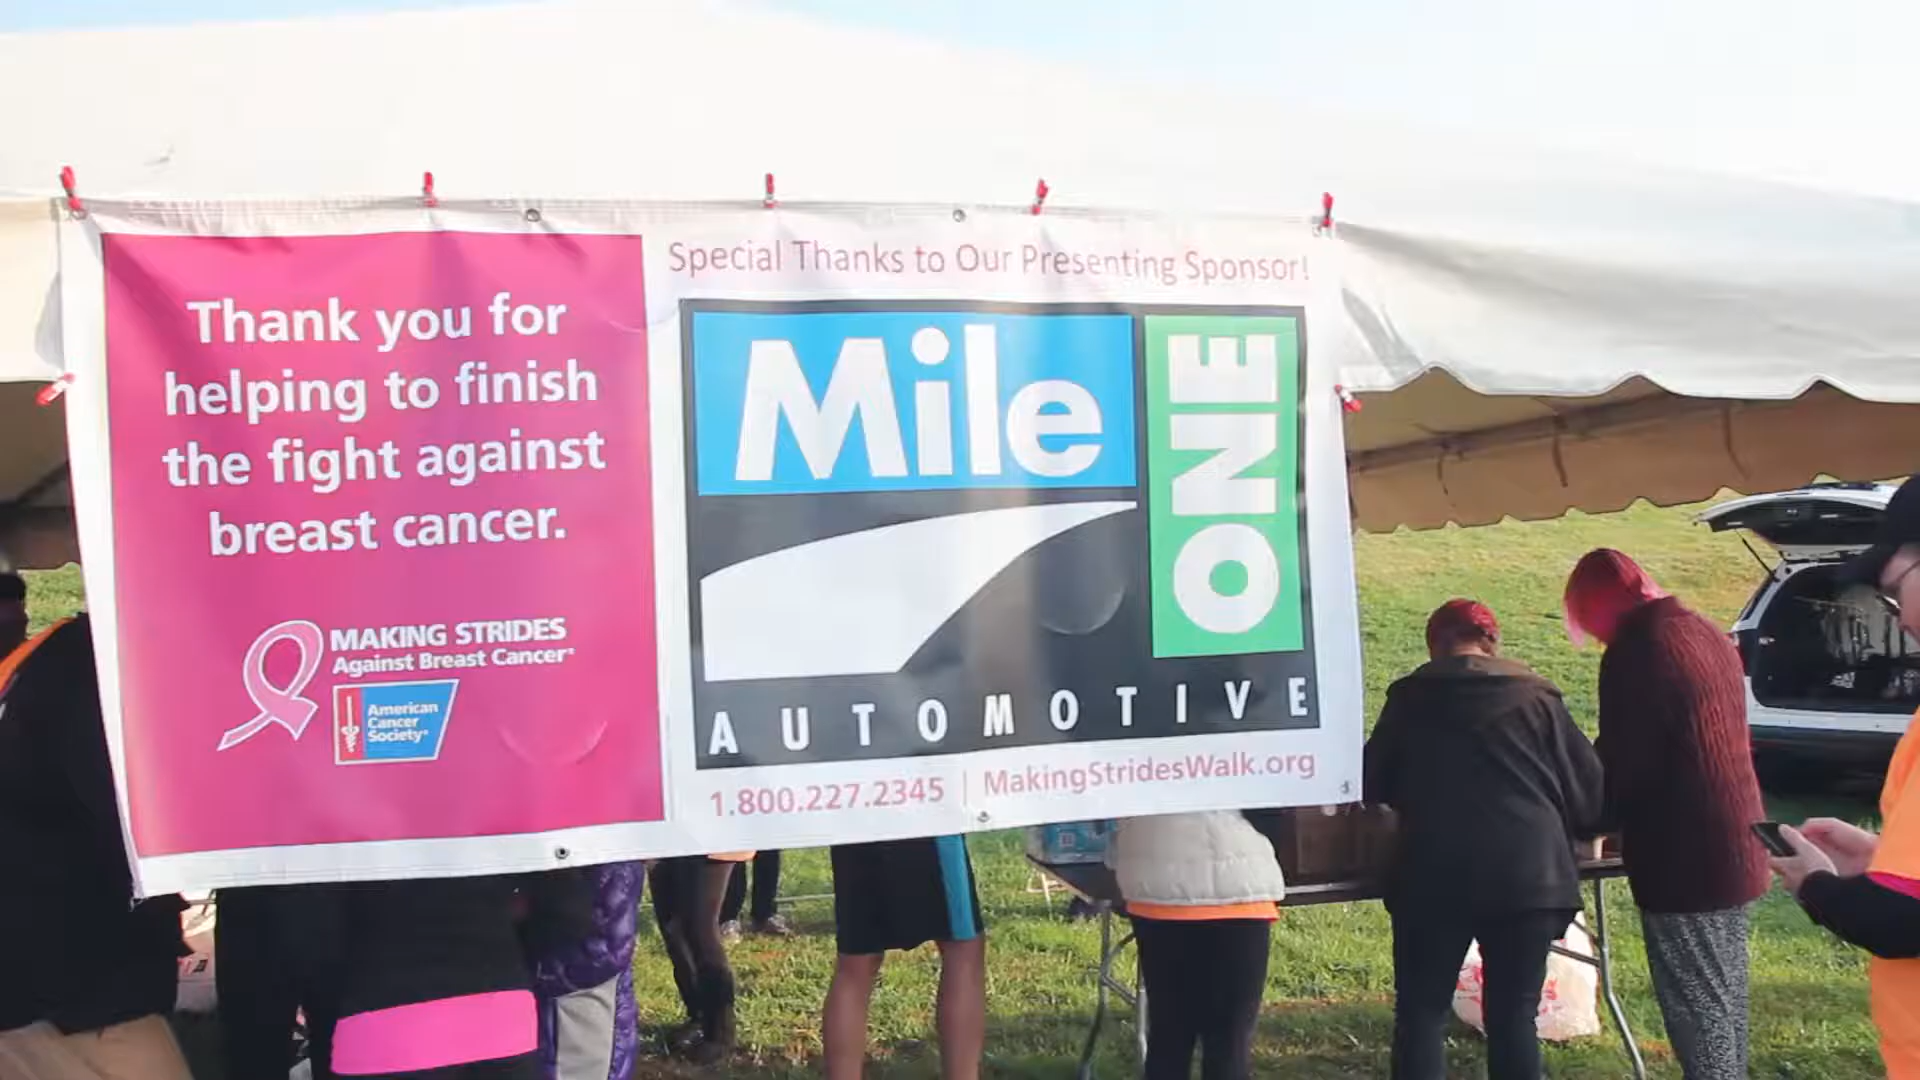 Thank you for
helping to finish
the fight against
breast cancer.
MAKING STRIDES
Against Breast Cancer®
American
Cancer
Society®
Special Thanks to Our Presenting Sponsor!
Mile
ONE
AUTOMOTIVE
1.800.227.2345 | MakingStridesWalk.org